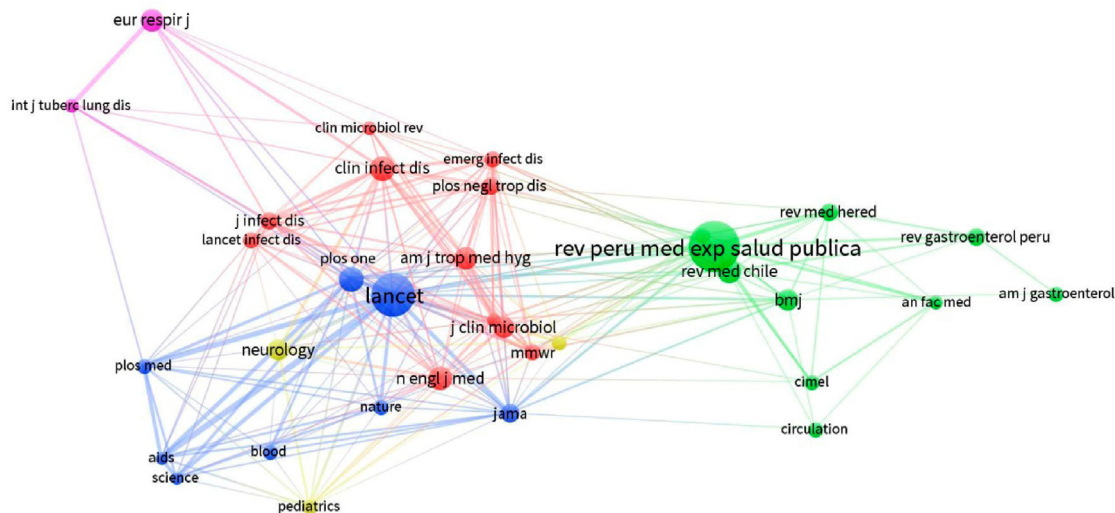 eur respir j
int j tuberc lung dis
clin microbiol rev
emerg infect dis
clin infect dis
plos negl trop dis
j infect dis
rev med hered
lancet infect dis
rev gastroenterol peru
rev peru med exp salud publica
plos one
am j trop med hyg
rev med chile
lancet
bmj
am j gastroenterol
an fac med
j clin microbiol
neurology
mmwr
plos med
n engl j med
cimel
nature
jama
circulation
blood
aids
science
pediatrics